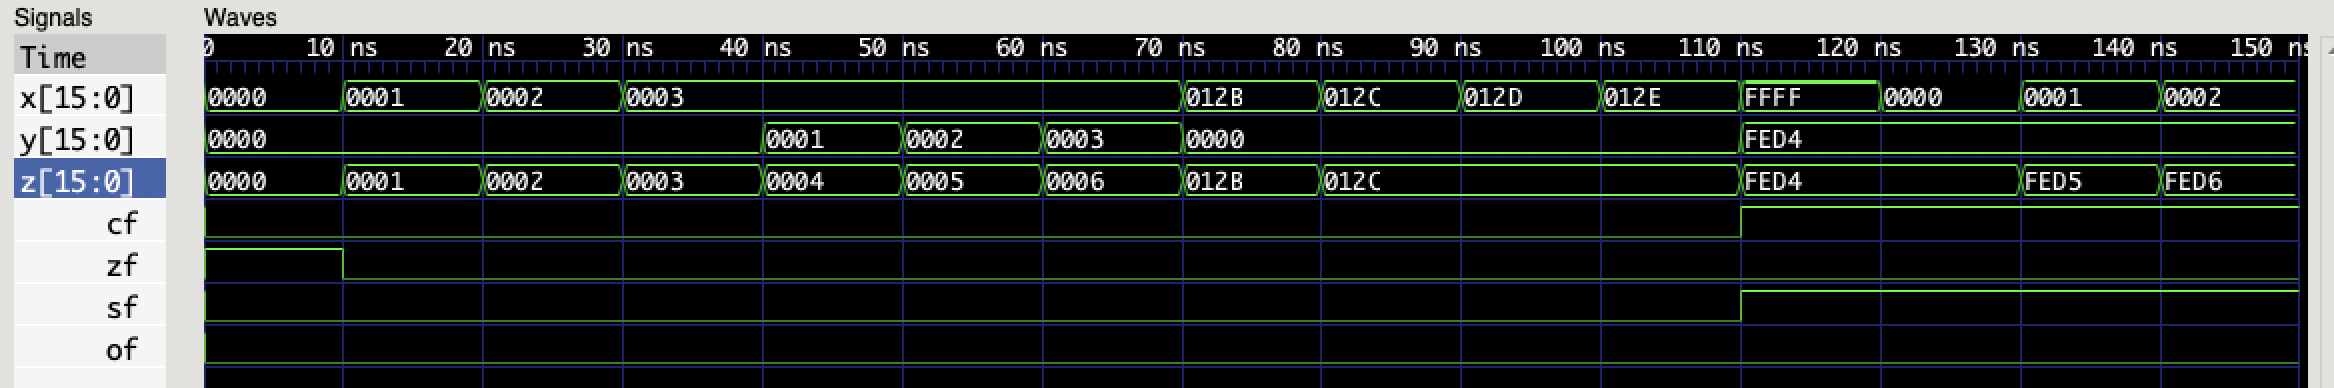 Signals Waves
Time 0 10 ns 20 ns 30 ns 40 ns 50 ns 60 ns 70 ns 80 ns 90 ns 100 ns 110 ns 120 ns 130 ns 140 ns 150 ns
x[15:0] 0000 0001 0002 0003 012B 012C 012D 012E FFFF 0000 0001 0002
y[15:0] 0000 0001 0002 0003 0000 FED4
z[15:0] 0000 0001 0002 0003 0004 0005 0006 012B 012C FED4 FED5 FED6
cf
zf
sf
of